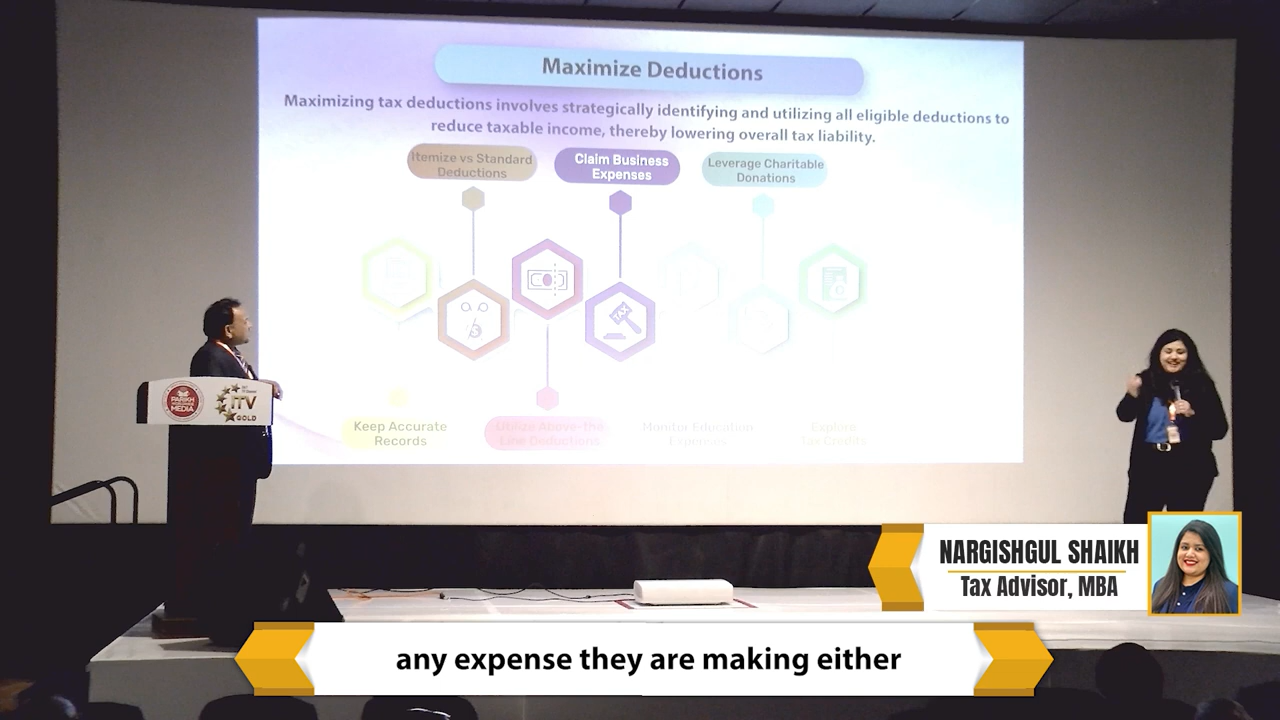 Maximize Deductions
Maximizing tax deductions involves strategically identifying and utilizing all eligible deductions to
reduce taxable income, thereby lowering overall tax liability.
Itemize vs Standard
Deductions
Claim Business
Expenses
Leverage Charitable
Donations
TAX
Keep Accurate
Records
Utilize Above-the
Line Deductions
Monitor Education
Expenses
Explore
Tax Credits
PARIKH
WORLDWIDE
MEDIA
ITV
GOLD
NARGISHGUL SHAIKH
Tax Advisor, MBA
any expense they are making either